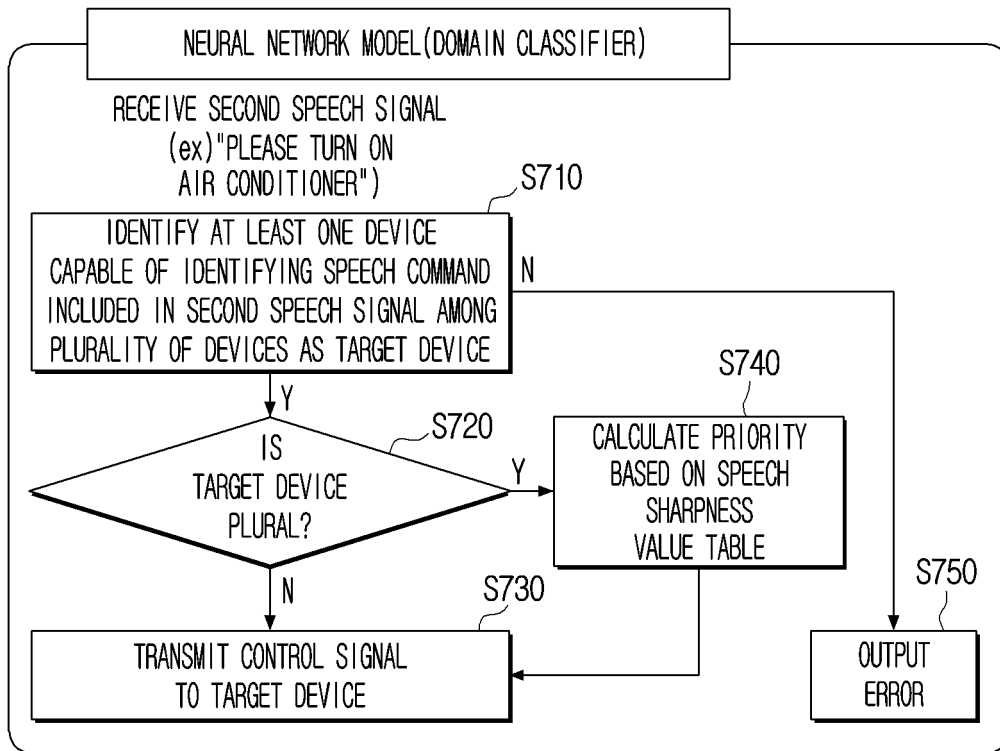 NEURAL NETWORK MODEL(DOMAIN CLASSIFIER)
RECEIVE SECOND SPEECH SIGNAL
(ex)"PLEASE TURN ON
AIR CONDITIONER")
S710
IDENTIFY AT LEAST ONE DEVICE
CAPABLE OF IDENTIFYING SPEECH COMMAND
INCLUDED IN SECOND SPEECH SIGNAL AMONG
PLURALITY OF DEVICES AS TARGET DEVICE
N
Y
S720
IS
TARGET DEVICE
PLURAL?
Y
S740
CALCULATE PRIORITY
BASED ON SPEECH
SHARPNESS
VALUE TABLE
N
S730
TRANSMIT CONTROL SIGNAL
TO TARGET DEVICE
S750
OUTPUT
ERROR